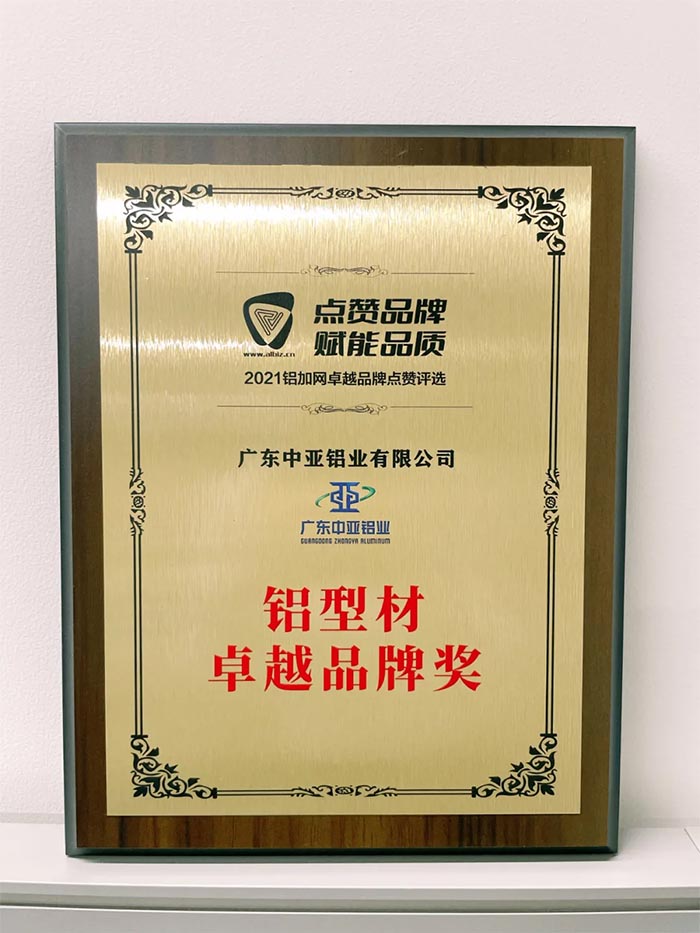 点赞品牌
赋能品质
www.albiz.cn
2021铝加网卓越品牌点赞评选
广东中亚铝业有限公司
广东中亚铝业
GUANGDONG ZHONGYA ALUMINUM
铝型材
卓越品牌奖